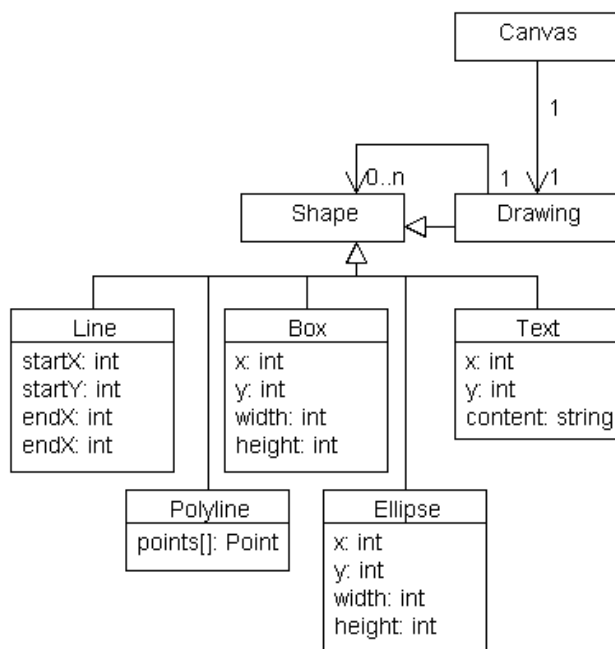 Canvas
1
0..n
1
1
Shape
Drawing
Line
startX: int
startY: int
endX: int
endX: int
Box
x: int
y: int
width: int
height: int
Text
x: int
y: int
content: string
Polyline
points[]: Point
Ellipse
x: int
y: int
width: int
height: int